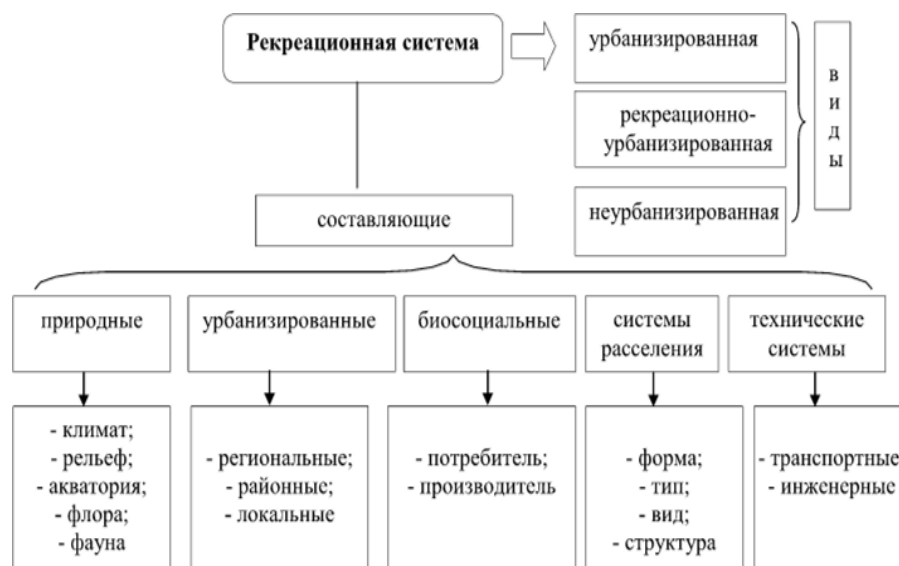 Рекреационная система
урбанизированная
рекреационно-
урбанизированная
неурбанизированная
виды
составляющие
природные
урбанизированные
биосоциальные
системы
расселения
технические
системы
- климат;
- рельеф;
- акватория;
- флора;
- фауна
- региональные;
- районные;
- локальные
- потребитель;
- производитель
- форма;
- тип;
- вид;
- структура
- транспортные
- инженерные